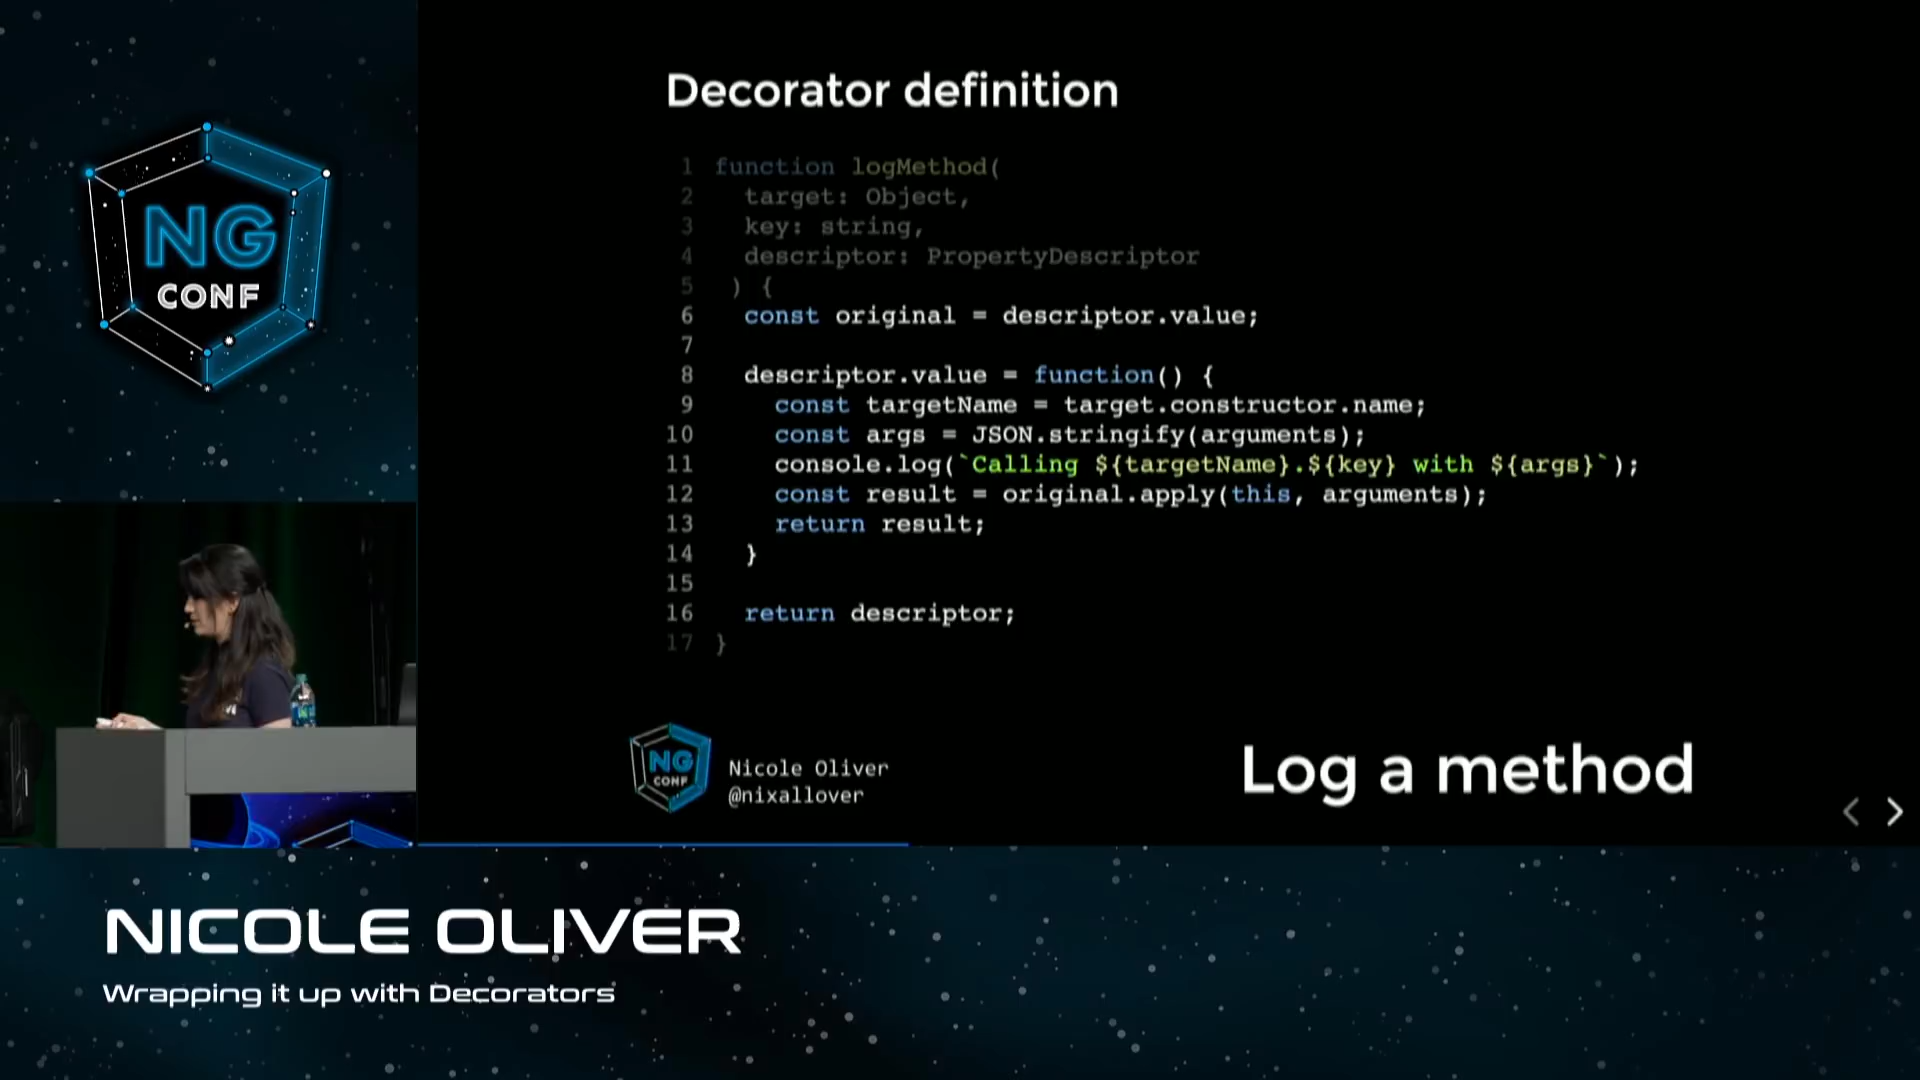 NG
CONF
Decorator definition
1 function logMethod(
2 target: Object,
3 key: string,
4 descriptor: PropertyDescriptor
5 ) {
6 const original = descriptor.value;
7
8 descriptor.value = function() {
9 const targetName = target.constructor.name;
10 const args = JSON.stringify(arguments);
11 console.log(`Calling ${targetName}.${key} with ${args}`);
12 const result = original.apply(this, arguments);
13 return result;
14 }
15
16 return descriptor;
17 }
NG
CONF
Nicole Oliver
@nixallover
Log a method
< >
NICOLE OLIVER
Wrapping it up with Decorators